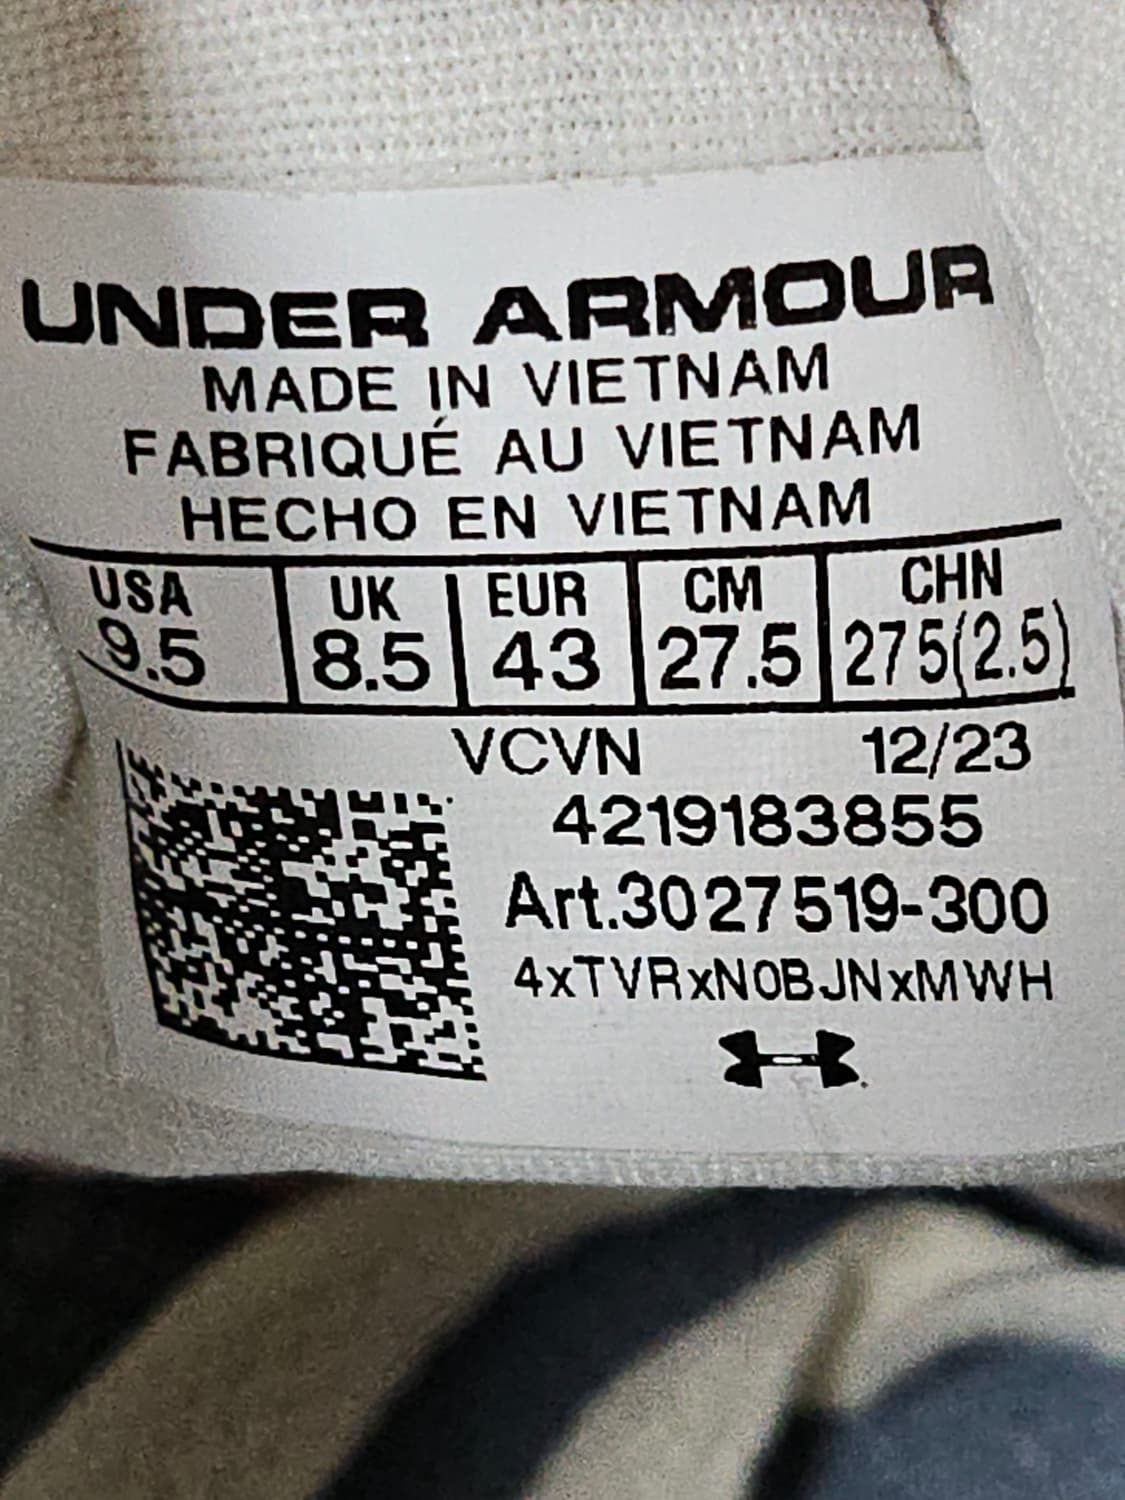 UNDER ARMOUR
MADE IN VIETNAM
FABRIQUÉ AU VIETNAM
HECHO EN VIETNAM
USA UK EUR CM CHN
9.5 8.5 43 27.5 275(2.5)
VCVN 12/23
4219183855
Art.3027519-300
4xTVRxN0BJNxMWH